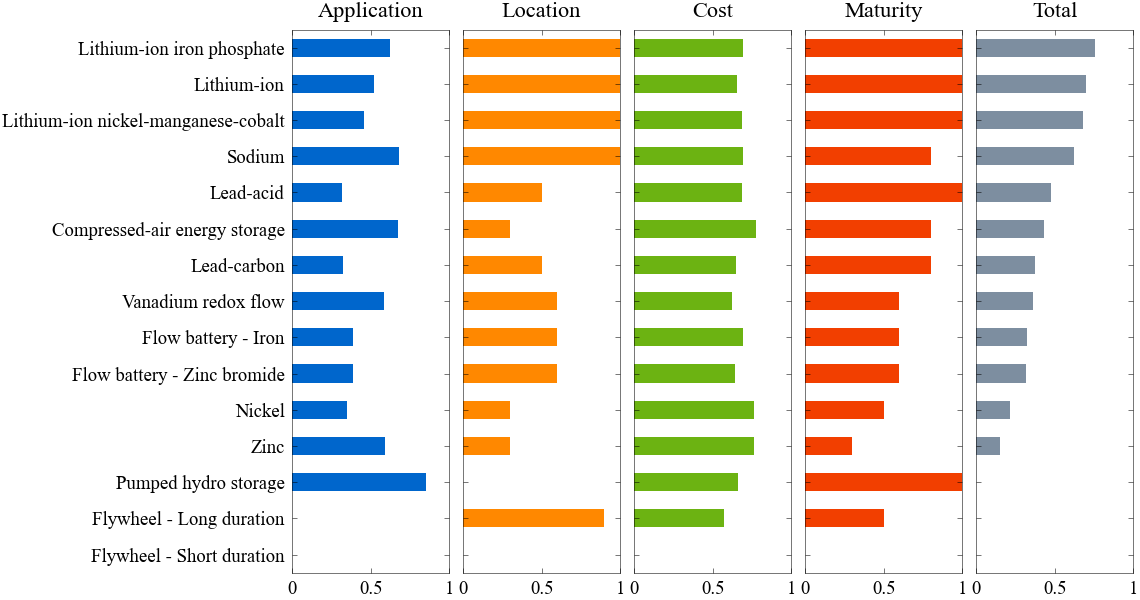 Application Location Cost Maturity Total
Lithium-ion iron phosphate
Lithium-ion
Lithium-ion nickel-manganese-cobalt
Sodium
Lead-acid
Compressed-air energy storage
Lead-carbon
Vanadium redox flow
Flow battery - Iron
Flow battery - Zinc bromide
Nickel
Zinc
Pumped hydro storage
Flywheel - Long duration
Flywheel - Short duration
0 0.5 1 0.5 1 0 0.5 1 0 0.5 1 0 0.5 1